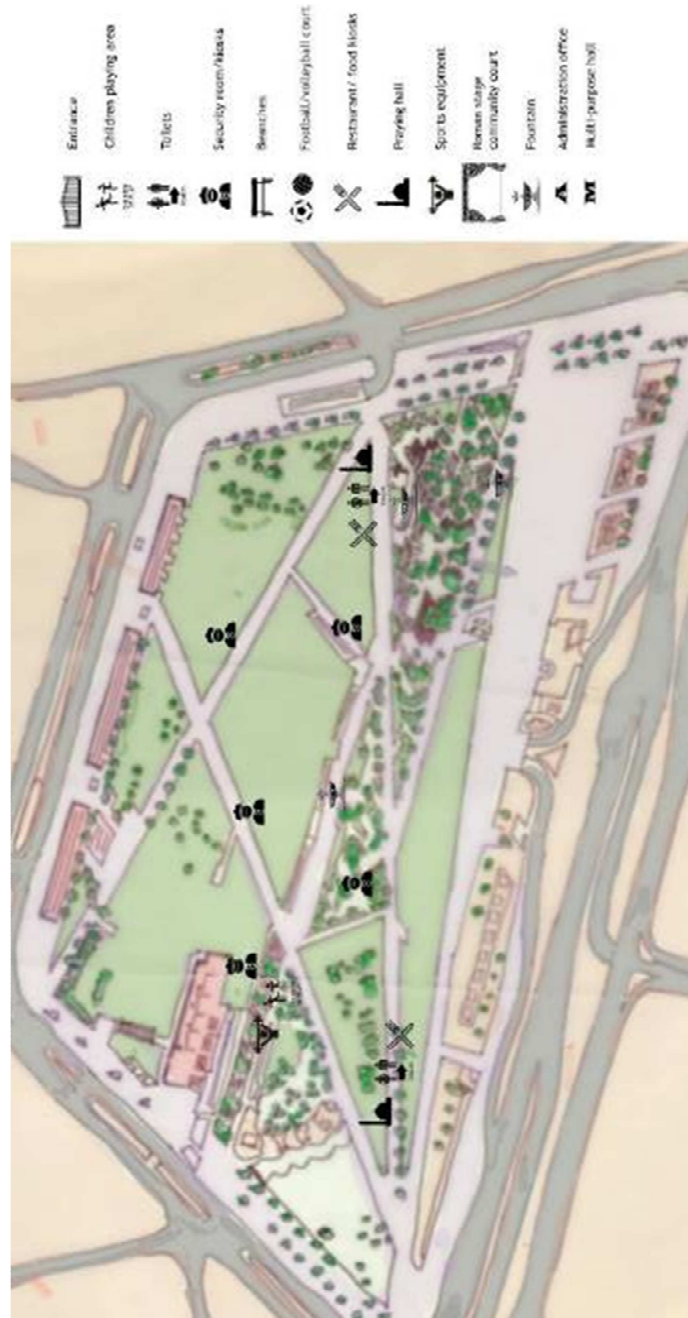 Entrance
Children playing area
Toilets
Security room/kiosks
Benches
Football/volleyball court
Restaurant/ food kiosks
Praying hall
Sports equipment
Roman stage
community court
Fountain
A Administration office
M Multi-purpose hall